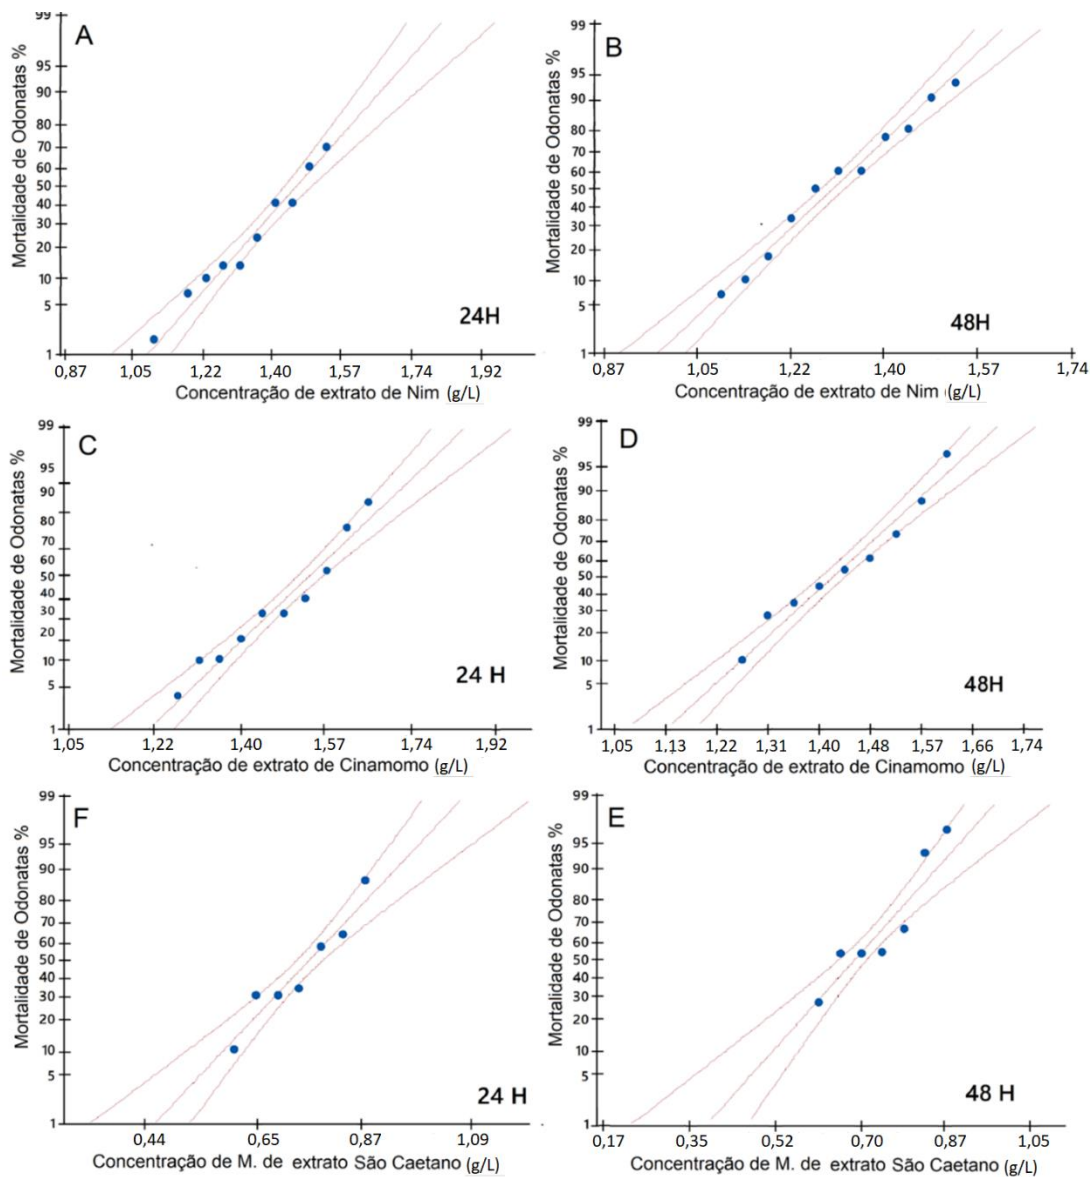 A
Mortalidade de Odonatas %
99
95
90
80
70
60
50
40
30
20
10
5
1
24H
0,87 1,05 1,22 1,40 1,57 1,74 1,92
Concentração de extrato de Nim (g/L)
B
Mortalidade de Odonatas %
99
95
90
80
70
60
50
40
30
20
10
5
1
48H
0,87 1,05 1,22 1,40 1,57 1,74
Concentração de extrato de Nim (g/L)
C
Mortalidade de Odonatas %
99
95
90
80
70
60
50
40
30
20
10
5
1
24 H
1,05 1,22 1,40 1,57 1,74 1,92
Concentração de extrato de Cinamomo (g/L)
D
Mortalidade de Odonatas %
99
95
90
80
70
60
50
40
30
20
10
5
1
48H
1,05 1,13 1,22 1,31 1,40 1,48 1,57 1,66 1,74
Concentração de extrato de Cinamomo (g/L)
F
Mortalidade de Odonatas %
99
95
90
80
70
60
50
40
30
20
10
5
1
24 H
0,44 0,65 0,87 1,09
Concentração de M. de extrato São Caetano (g/L)
E
Mortalidade de Odonatas %
99
95
90
80
70
60
50
40
30
20
10
5
1
48 H
0,17 0,35 0,52 0,70 0,87 1,05
Concentração de M. de extrato São Caetano (g/L)